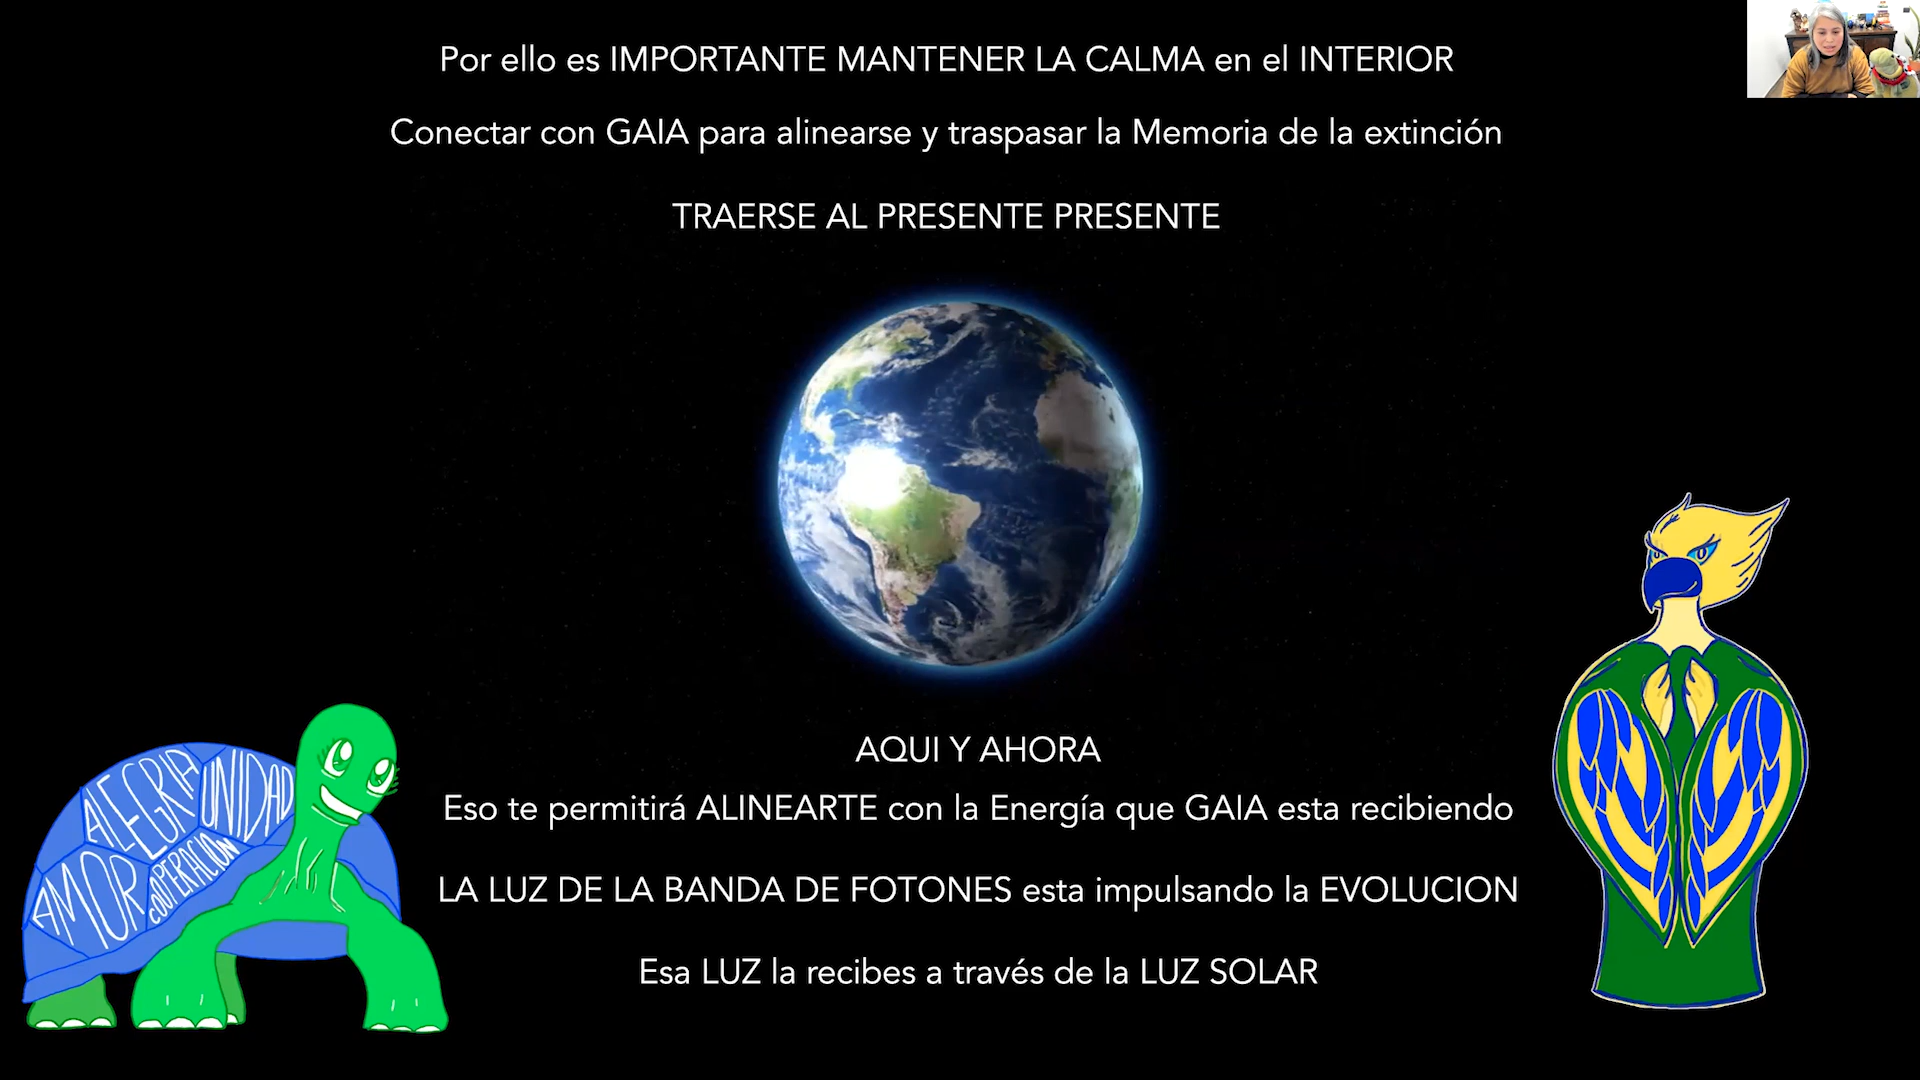 Por ello es IMPORTANTE MANTENER LA CALMA en el INTERIOR
Conectar con GAIA para alinearse y traspasar la Memoria de la extinción
TRAERSE AL PRESENTE PRESENTE
AQUI Y AHORA
Eso te permitirá ALINEARTE con la Energía que GAIA esta recibiendo
LA LUZ DE LA BANDA DE FOTONES esta impulsando la EVOLUCION
Esa LUZ la recibes a través de la LUZ SOLAR
ALEGRIA
UNIDAD
AMOR
COOPERACIÓN